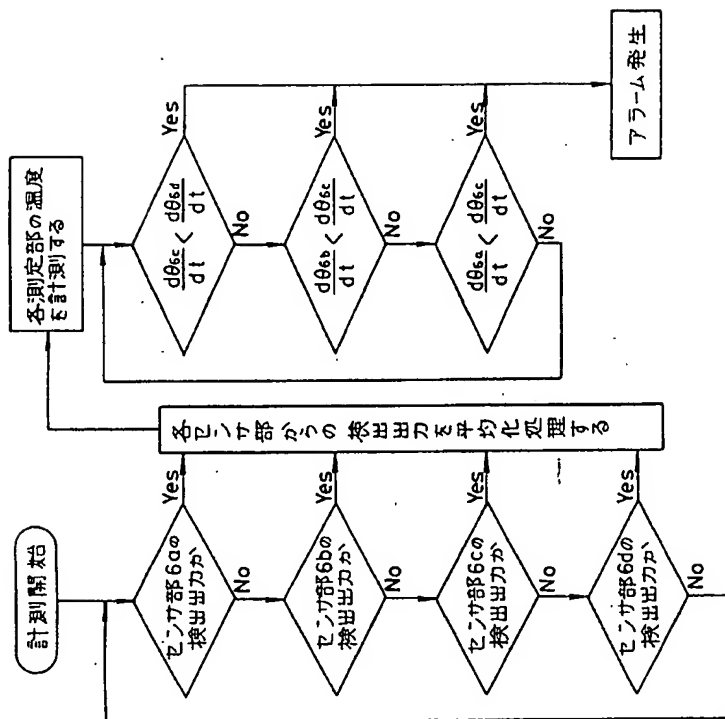 計測開始
センサ部6aの
検出出力か
Yes
No
センサ部6bの
検出出力か
Yes
No
センサ部6cの
検出出力か
Yes
No
センサ部6dの
検出出力か
Yes
No
各センサ部からの検出出力を平均化処理する
各測定部の温度
を計測する
dθ6c/dt < dθ6d/dt
Yes
No
dθ6b/dt < dθ6c/dt
Yes
No
dθ6a/dt < dθ6c/dt
Yes
No
アラーム発生